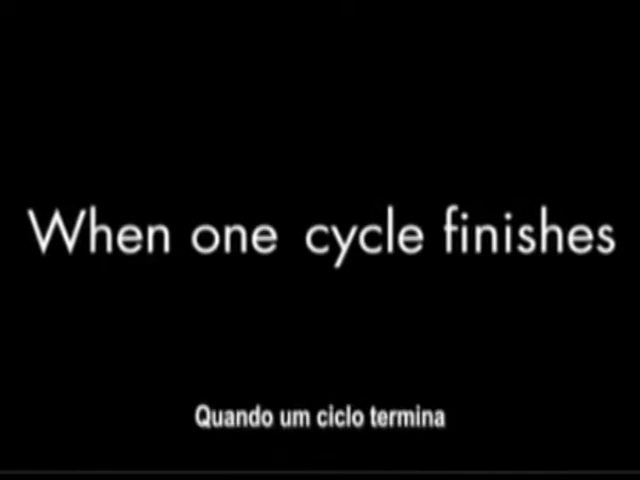 When one cycle finishes
Quando um ciclo termina